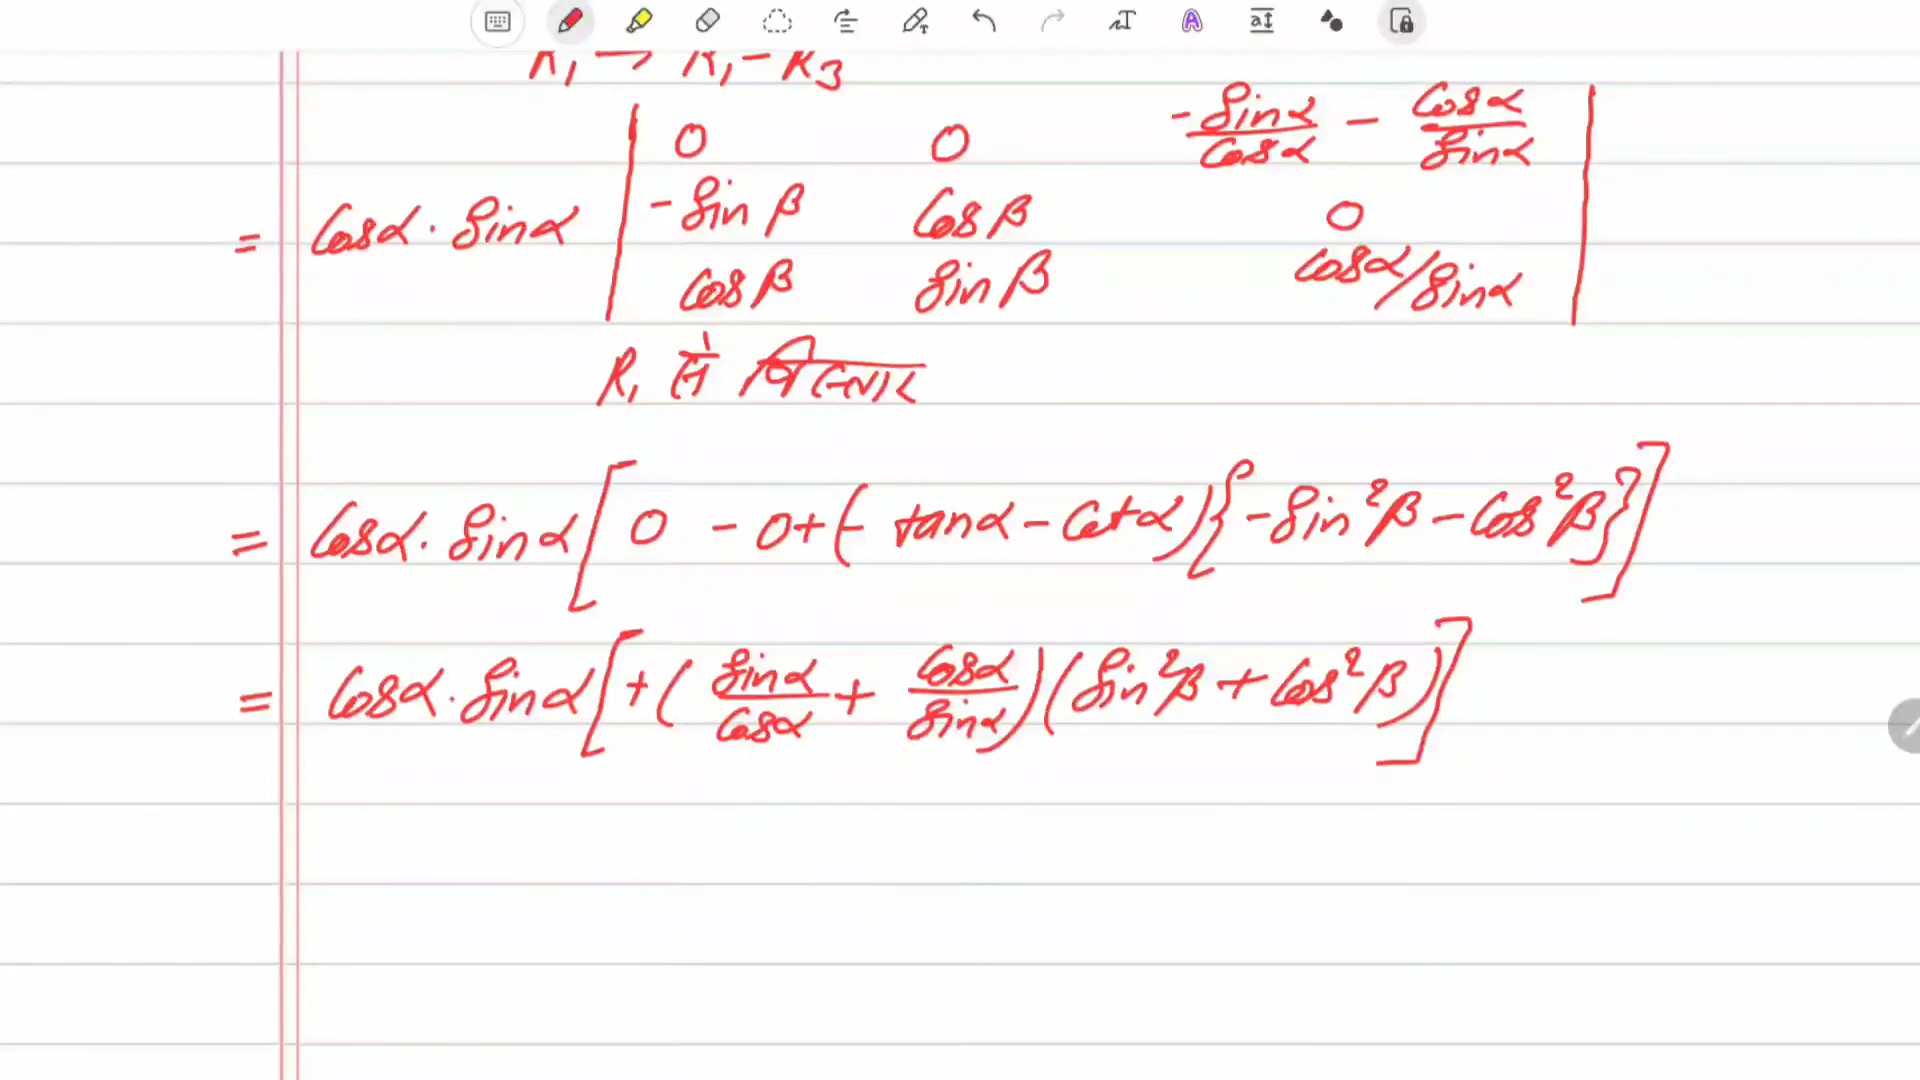 R₁ → R₁ - R₃
0 0 -sinα/cosα - cosα/sinα
= cosα · sinα | -sinβ cosβ 0 |
cosβ sinβ cosα/sinα
R₁
= cosα · sinα [ 0 - 0 + (- tanα - cotα) { -sin²β - cos²β } ]
= cosα · sinα [ + ( sinα/cosα + cosα/sinα ) ( sin²β + cos²β ) ]